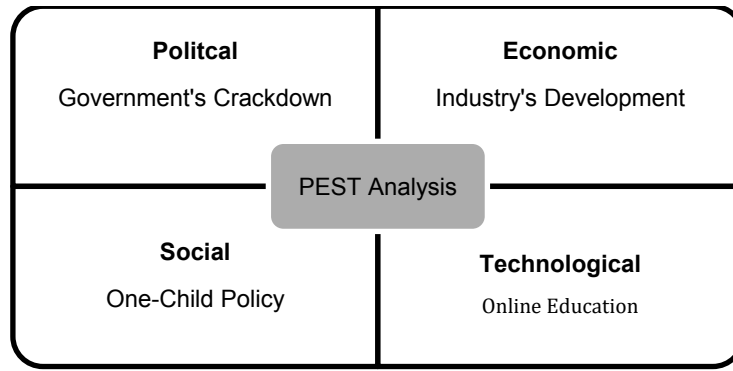 Politcal
Government's Crackdown
Economic
Industry's Development
PEST Analysis
Social
One-Child Policy
Technological
Online Education